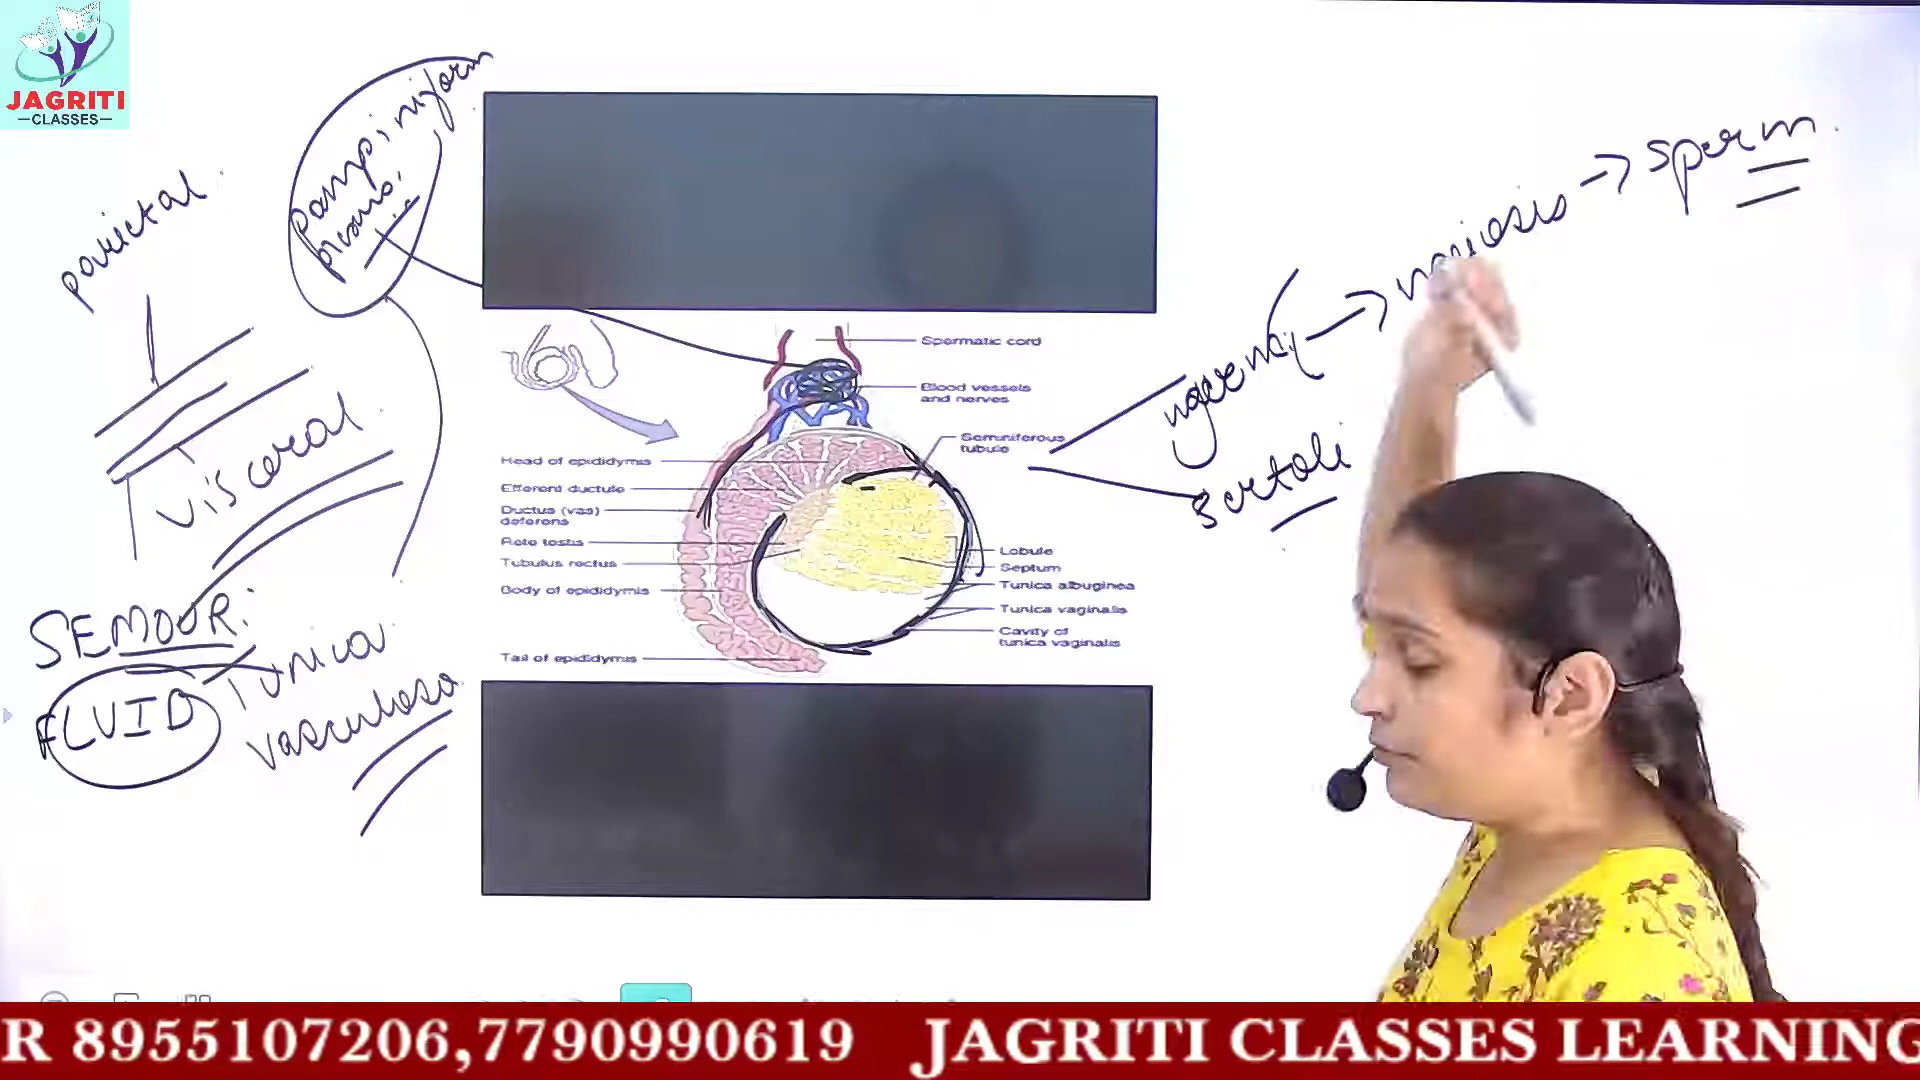 JAGRITI
—CLASSES—
pampiniform
plexus.
parietal
visceral
SEMDOR:
FLUID
Tunica
vasculosa
Spermatic cord
Blood vessels
and nerves
Seminiferous
tubule
Head of epididymis
Efferent ductule
Ductus (vas)
deferens
Rete testis
Tubulus rectus
Body of epididymis
Tail of epididymis
Lobule
Septum
Tunica albuginea
Tunica vaginalis
Cavity of
tunica vaginalis
→ → sperm.
sertoli
R 8955107206,7790990619 JAGRITI CLASSES LEARNING